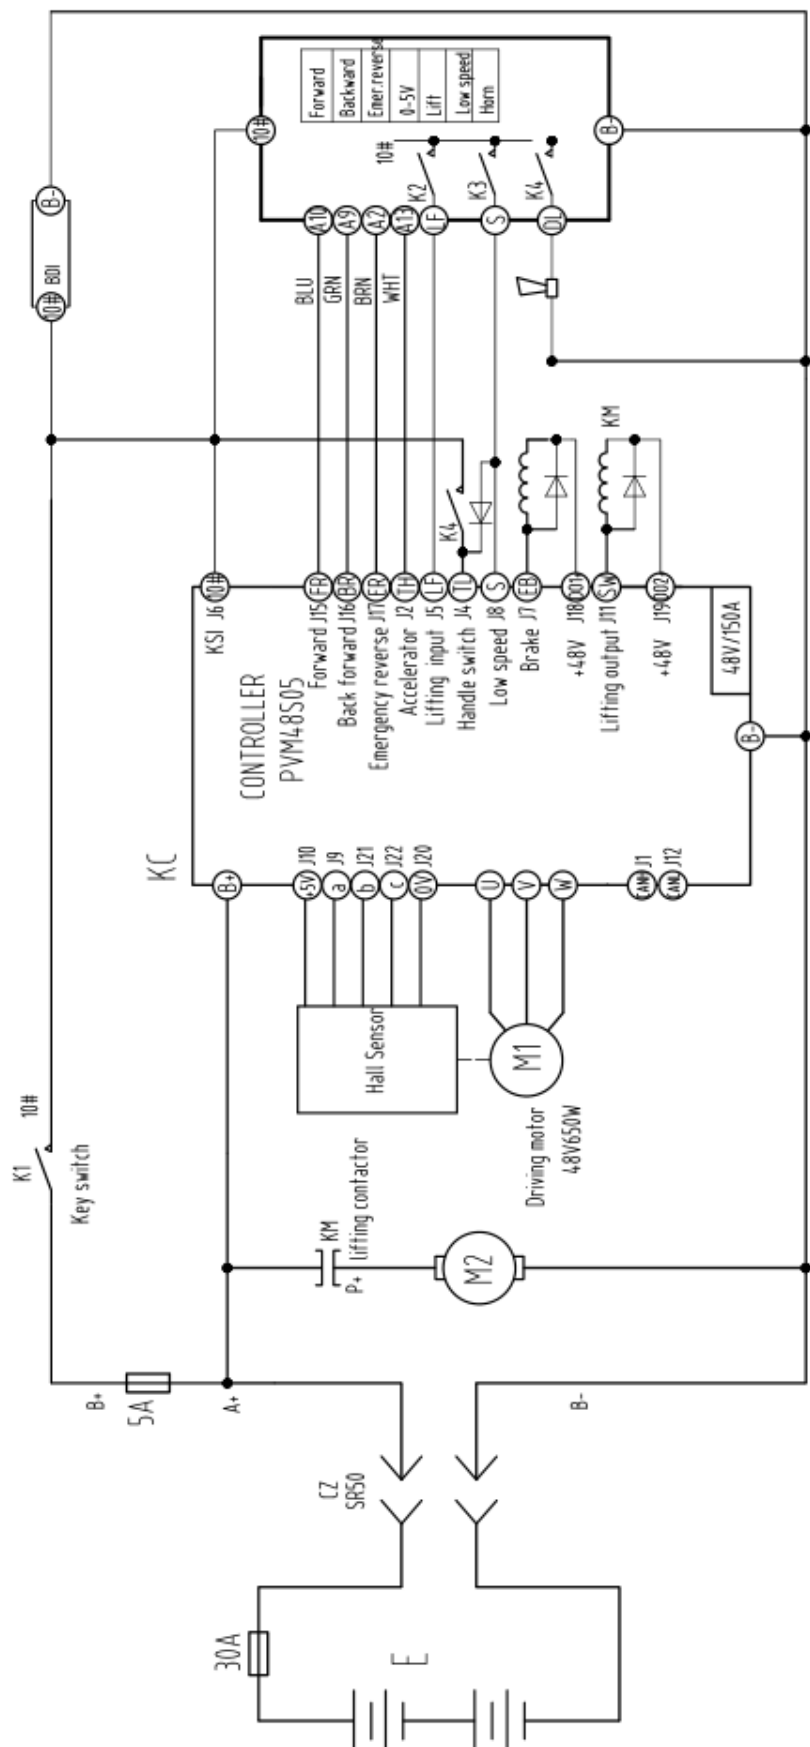 10#
Forward
Backward
Emer.reverse
0-5V
Lift
Low speed
Horn
10#
K2
K3
K4
B-
B-
BDI
10#
A10
A9
A2
A13
LF
S
DL
BLU
GRN
BRN
WHT
K4
KM
KSI J6 10#
Forward J15 FR
Back forward J16 BR
Emergency reverse J17 ER
Accelerator J2 TH
Lifting input J5 LF
Handle switch J4 TL
Low speed J8 S
Brake J7 EB
+48V J18 001
Lifting output J11 SW
+48V J19 002
CONTROLLER
PVM48S05
48V/150A
B-
KC
B+
+5V J10
a J9
b J21
c J22
0V J20
U
V
W
CANH J1
CANL J12
Hall Sensor
M1
Driving motor
48V650W
K1
10#
Key switch
KM
lifting contactor
P+
M2
B+
5A
A+
B-
CZ
SR50
30A
E